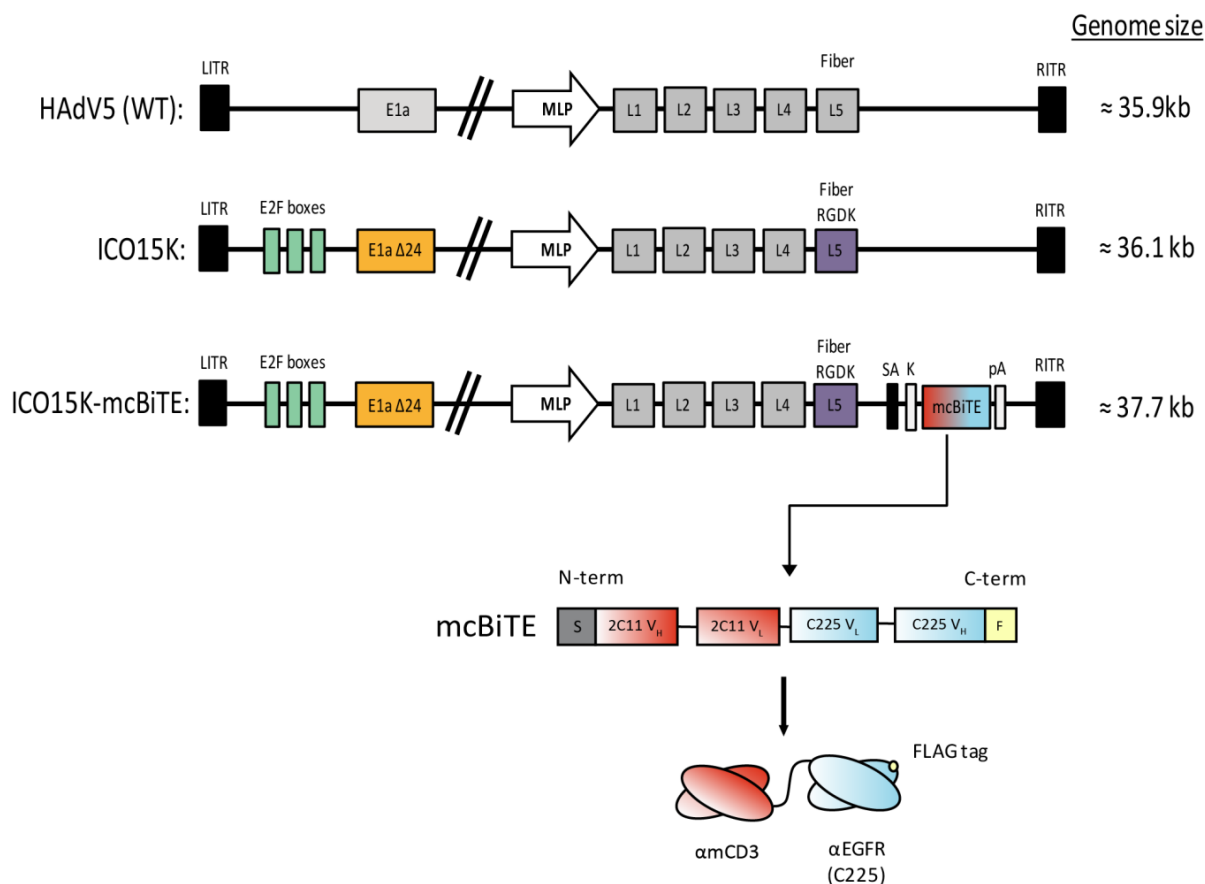 Genome size
HAdV5 (WT):
LITR
E1a
MLP
L1
L2
L3
L4
Fiber
L5
RITR
≈ 35.9kb
ICO15K:
LITR
E2F boxes
E1a Δ24
MLP
L1
L2
L3
L4
Fiber
RGDK
L5
RITR
≈ 36.1 kb
ICO15K-mcBiTE:
LITR
E2F boxes
E1a Δ24
MLP
L1
L2
L3
L4
Fiber
RGDK
L5
SA
K
mcBiTE
pA
RITR
≈ 37.7 kb
N-term
C-term
mcBiTE
S
2C11 VH
2C11 VL
C225 VL
C225 VH
F
FLAG tag
αmCD3
αEGFR
(C225)